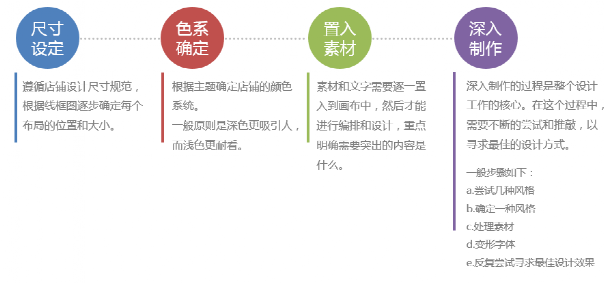 尺寸
设定
色系
确定
置入
素材
深入
制作
遵循店铺设计尺寸规范，
根据线框图逐步确定每个
布局的位置和大小。
根据主题确定店铺的颜色
系统。
一般原则是深色更吸引人，
而浅色更耐看。
素材和文字需要逐一置
入到画布中，然后才能
进行编排和设计，重点
明确需要突出的内容是
什么。
深入制作的过程是整个设计
工作的核心。在这个过程中，
需要不断的尝试和推敲，以
寻求最佳的设计方式。
一般步骤如下：
a.尝试几种风格
b.确定一种风格
c.处理素材
d.变形字体
e.反复尝试寻求最佳设计效果